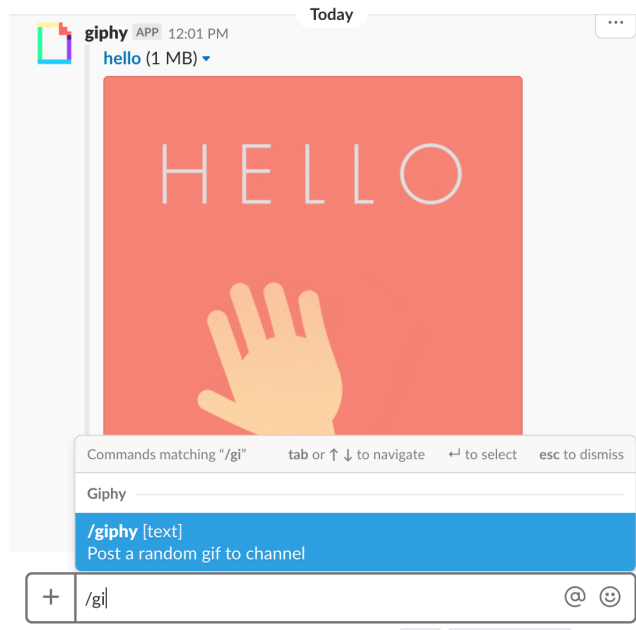 Today
giphy APP 12:01 PM
hello (1 MB)
HELLO
Commands matching “/gi” tab or ↑ ↓ to navigate ↵ to select esc to dismiss
Giphy
/giphy [text]
Post a random gif to channel
/gi